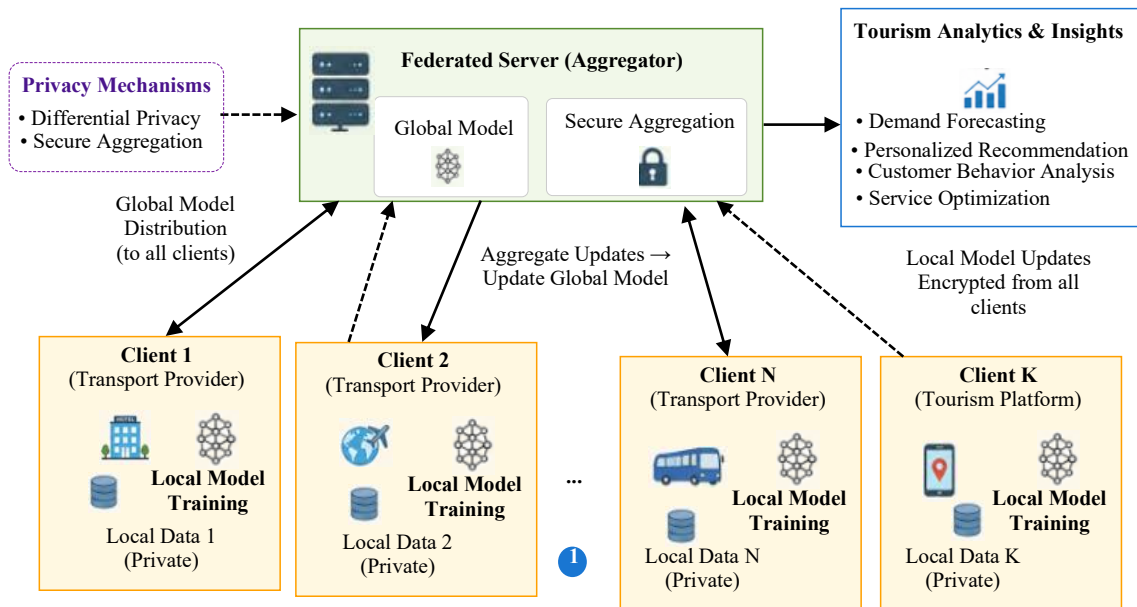 Privacy Mechanisms
• Differential Privacy
• Secure Aggregation
Federated Server (Aggregator)
Global Model
Secure Aggregation
Tourism Analytics & Insights
• Demand Forecasting
• Personalized Recommendation
• Customer Behavior Analysis
• Service Optimization
Global Model
Distribution
(to all clients)
Aggregate Updates →
Update Global Model
Local Model Updates
Encrypted from all
clients
Client 1
(Transport Provider)
HOTEL
Local Model
Training
Local Data 1
(Private)
Client 2
(Transport Provider)
Local Model
Training
Local Data 2
(Private)
...
1
Client N
(Transport Provider)
Local Model
Training
Local Data N
(Private)
Client K
(Tourism Platform)
Local Model
Training
Local Data K
(Private)